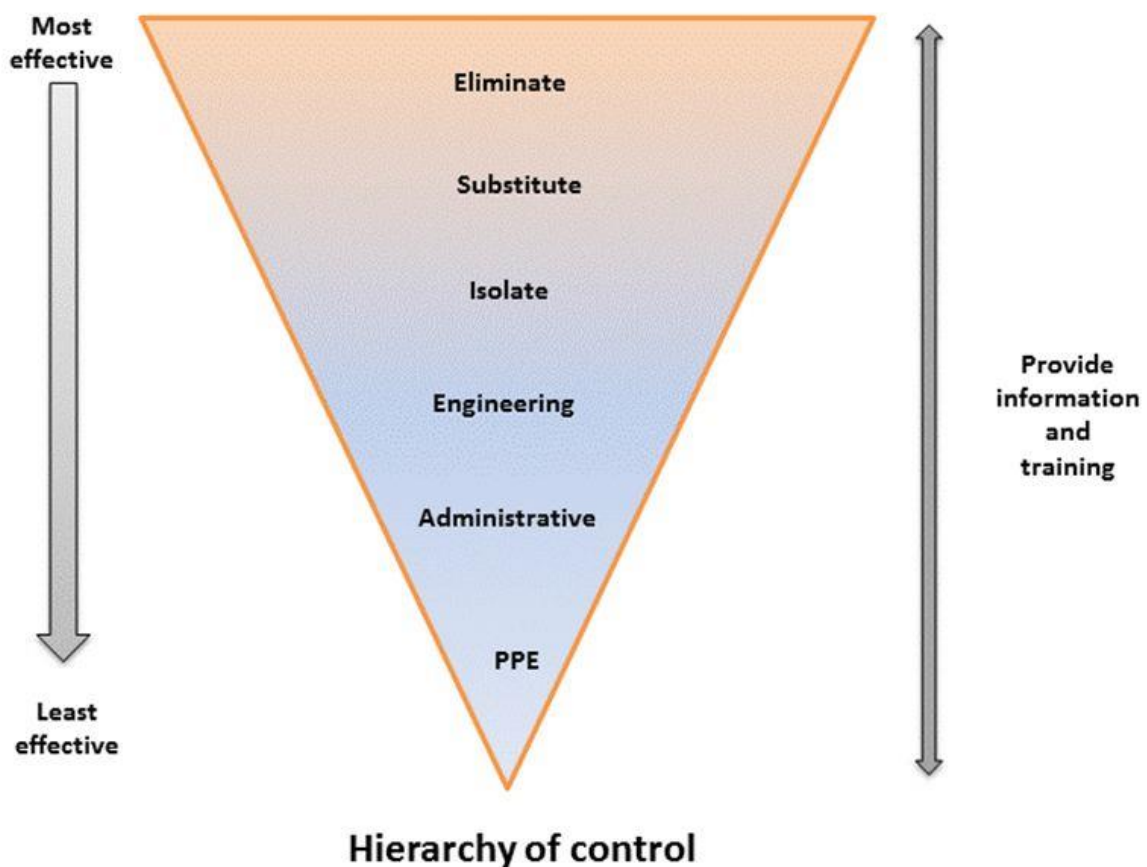 Most
effective
Eliminate
Substitute
Isolate
Engineering
Administrative
PPE
Least
effective
Provide
information
and
training
Hierarchy of control